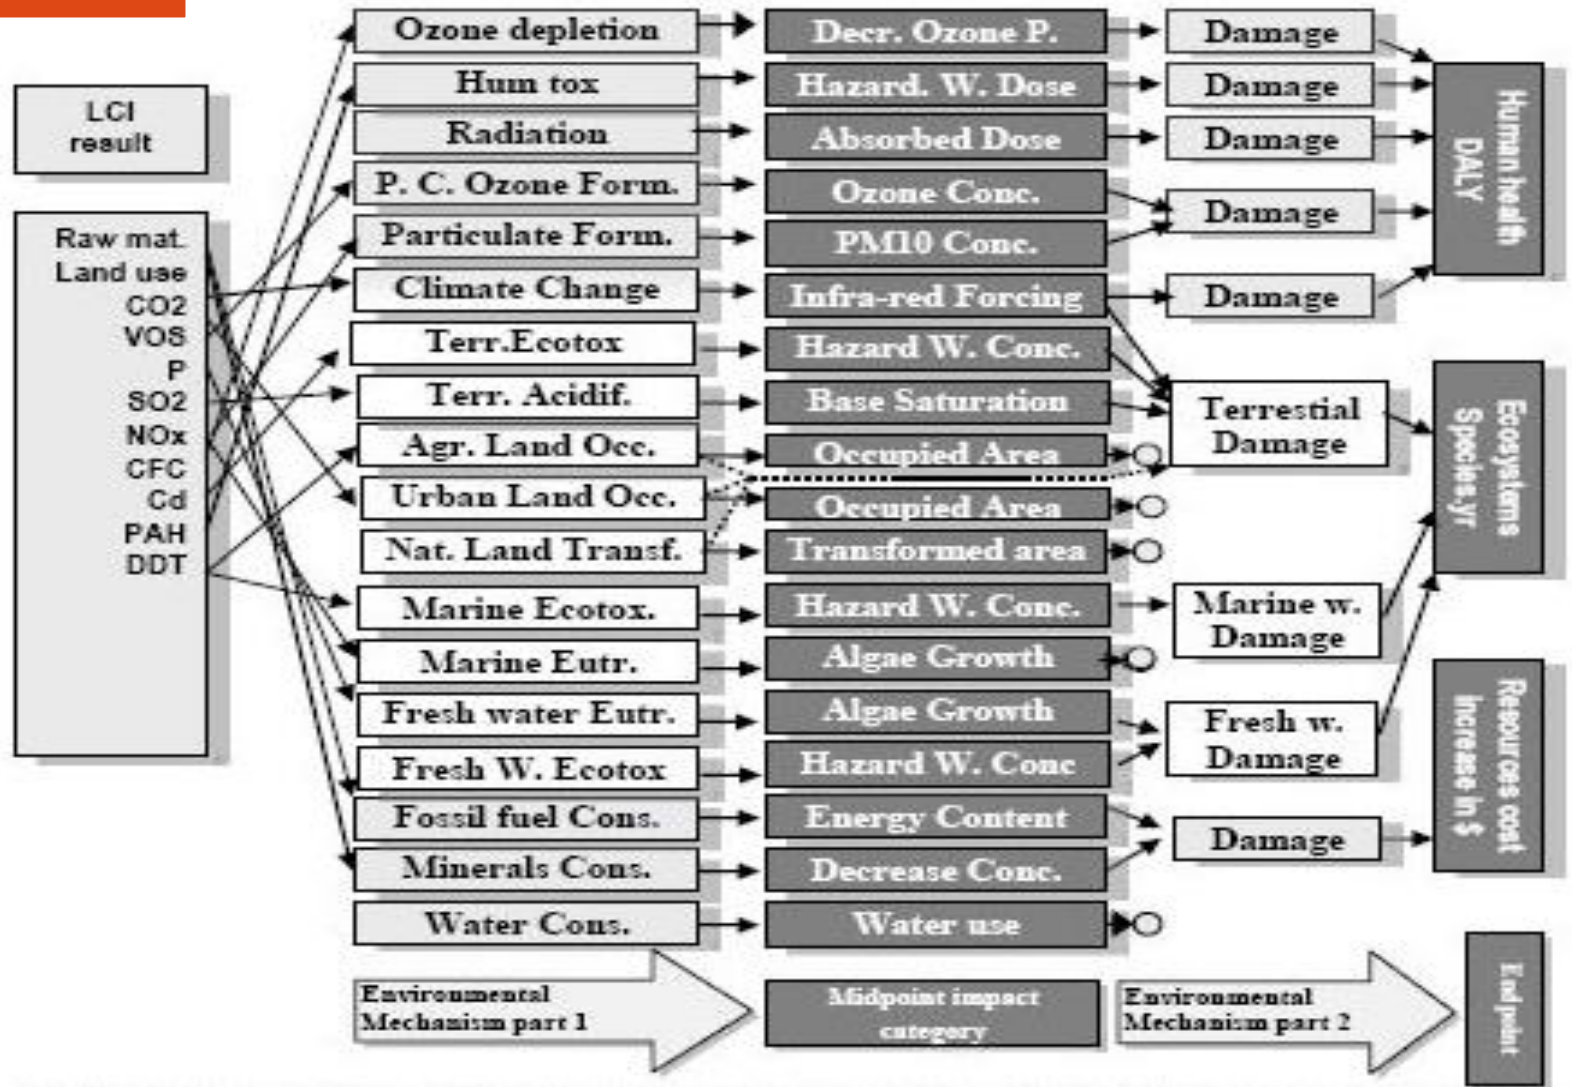 LCI
result
Raw mat.
Land use
CO2
VOS
P
SO2
NOx
CFC
Cd
PAH
DDT
Ozone depletion
Hum tox
Radiation
P. C. Ozone Form.
Particulate Form.
Climate Change
Terr.Ecotox
Terr. Acidif.
Agr. Land Occ.
Urban Land Occ.
Nat. Land Transf.
Marine Ecotox.
Marine Eutr.
Fresh water Eutr.
Fresh W. Ecotox
Fossil fuel Cons.
Minerals Cons.
Water Cons.
Decr. Ozone P.
Hazard. W. Dose
Absorbed Dose
Ozone Conc.
PM10 Conc.
Infra-red Forcing
Hazard W. Conc.
Base Saturation
Occupied Area
Occupied Area
Transformed area
Hazard W. Conc.
Algae Growth
Algae Growth
Hazard W. Conc
Energy Content
Decrease Conc.
Water use
Damage
Damage
Damage
Damage
Damage
Terrestial
Damage
Marine w.
Damage
Fresh w.
Damage
Damage
Human health
DALY
Ecosystems
Species.yr
Resources cost
Increase in $
Environmental
Mechanism part 1
Midpoint impact
category
Environmental
Mechanism part 2
Endpoint